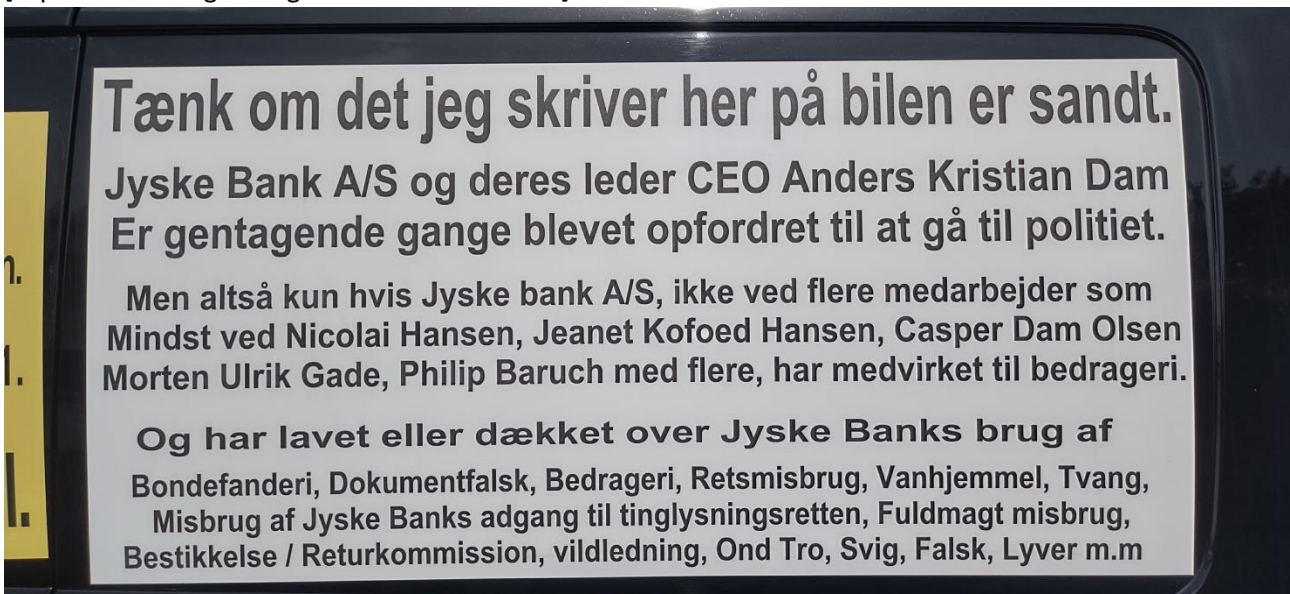 Tænk om det jeg skriver her på bilen er sandt.
Jyske Bank A/S og deres leder CEO Anders Kristian Dam
Er gentagende gange blevet opfordret til at gå til politiet.
Men altså kun hvis Jyske bank A/S, ikke ved flere medarbejder som
Mindst ved Nicolai Hansen, Jeanet Kofoed Hansen, Casper Dam Olsen
Morten Ulrik Gade, Philip Baruch med flere, har medvirket til bedrageri.
Og har lavet eller dækket over Jyske Banks brug af
Bondefanderi, Dokumentfalsk, Bedrageri, Retsmisbrug, Vanhjemmel, Tvang,
Misbrug af Jyske Banks adgang til tinglysningsretten, Fuldmagt misbrug,
Bestikkelse / Returkommission, vildledning, Ond Tro, Svig, Falsk, Lyver m.m